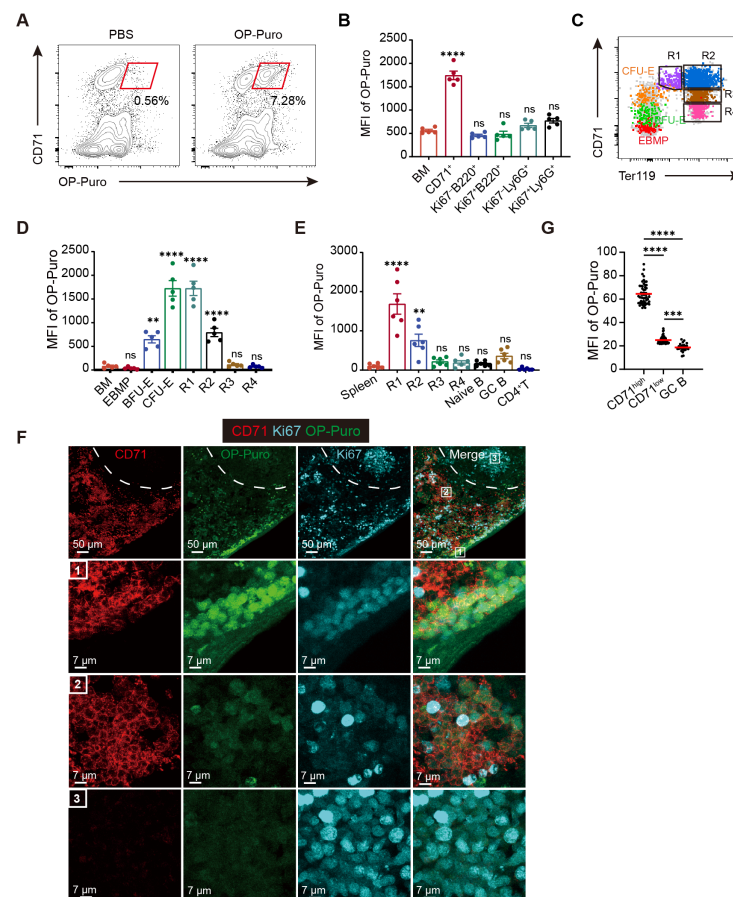 A
PBS
OP-Puro
0.56%
7.28%
CD71
OP-Puro
B
MFI of OP-Puro
2500
2000
1500
1000
500
0
****
ns
ns
ns
ns
BM
CD71⁺
Ki67⁻B220⁺
Ki67⁺B220⁺
Ki67⁻Ly6G⁺
Ki67⁺Ly6G⁺
C
R1
R2
CFU-E
EBMP
CD71
Ter119
D
MFI of OP-Puro
2500
2000
1500
1000
500
0
ns
**
****
****
****
ns
ns
BM
EBMP
BFU-E
CFU-E
R1
R2
R3
R4
E
MFI of OP-Puro
3000
2000
1000
0
****
**
ns
ns
ns
ns
ns
Spleen
R1
R2
R3
R4
Naive B
GC B
CD4⁺T
G
MFI of OP-Puro
100
80
60
40
20
0
****
****
***
CD71ʰⁱᵍʰ
CD71ˡᵒʷ
GC B
F
CD71 Ki67 OP-Puro
CD71
OP-Puro
Ki67
Merge
3
2
1
50 μm
50 μm
50 μm
50 μm
1
7 μm
7 μm
7 μm
7 μm
2
7 μm
7 μm
7 μm
7 μm
3
7 μm
7 μm
7 μm
7 μm